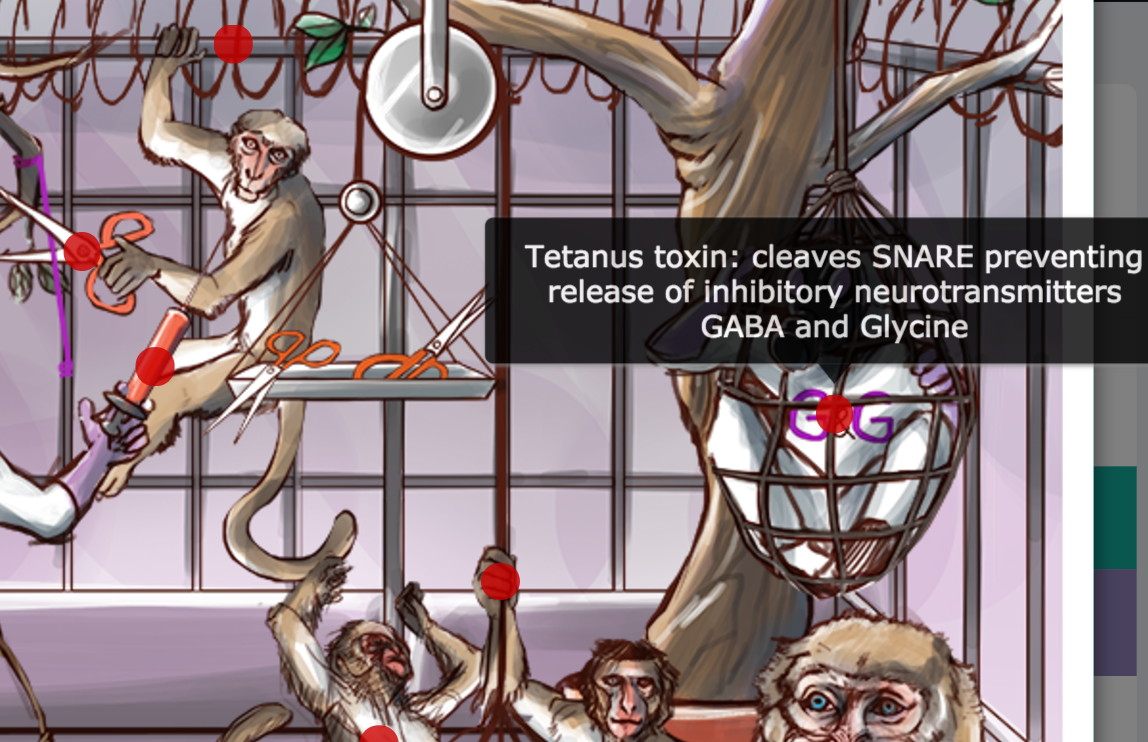 Tetanus toxin: cleaves SNARE preventing
release of inhibitory neurotransmitters
GABA and Glycine
G&G